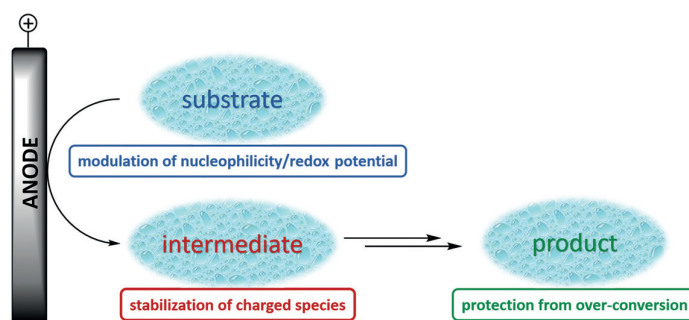 +
ANODE
substrate
modulation of nucleophilicity/redox potential
intermediate
product
stabilization of charged species
protection from over-conversion